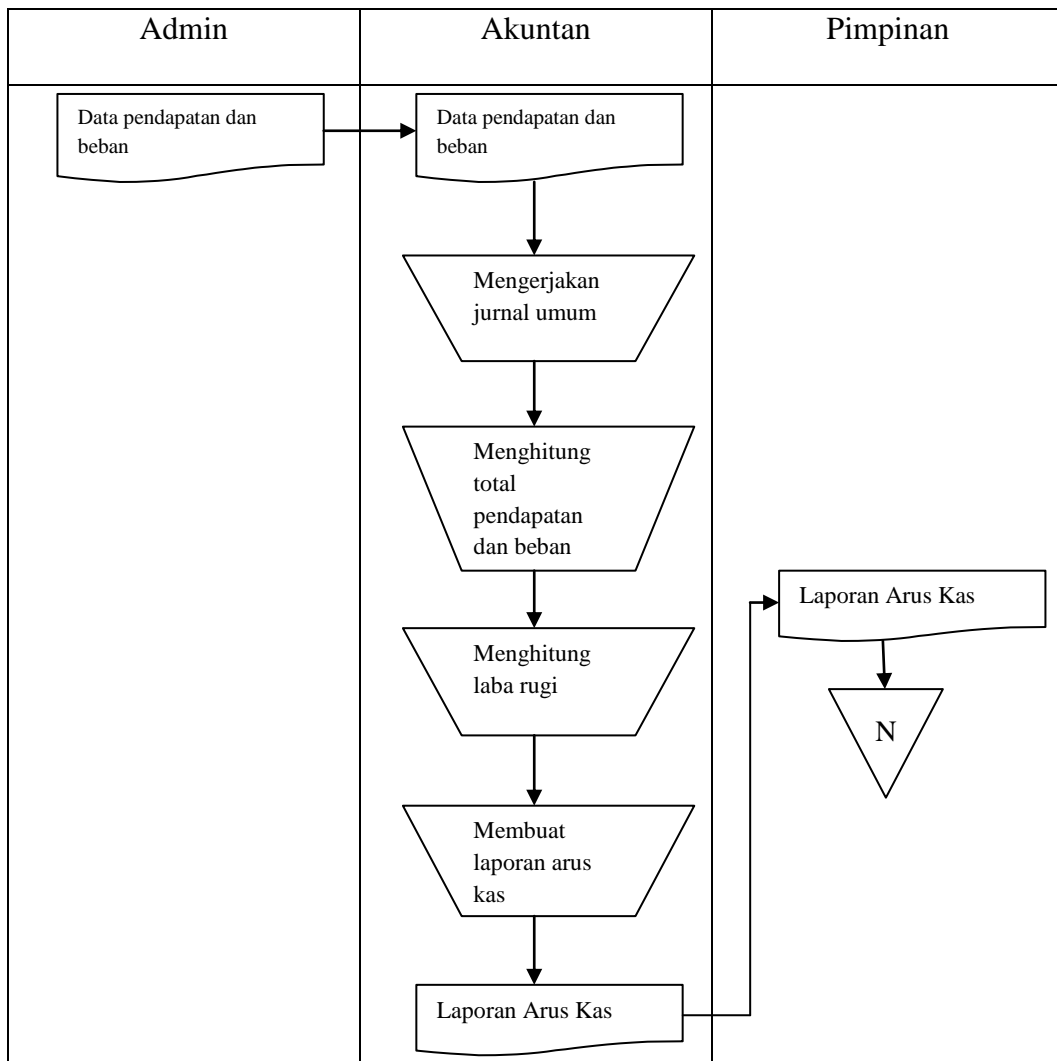 Admin
Akuntan
Pimpinan
Data pendapatan dan
beban
Data pendapatan dan
beban
Mengerjakan
jurnal umum
Menghitung
total
pendapatan
dan beban
Menghitung
laba rugi
Membuat
laporan arus
kas
Laporan Arus Kas
Laporan Arus Kas
N